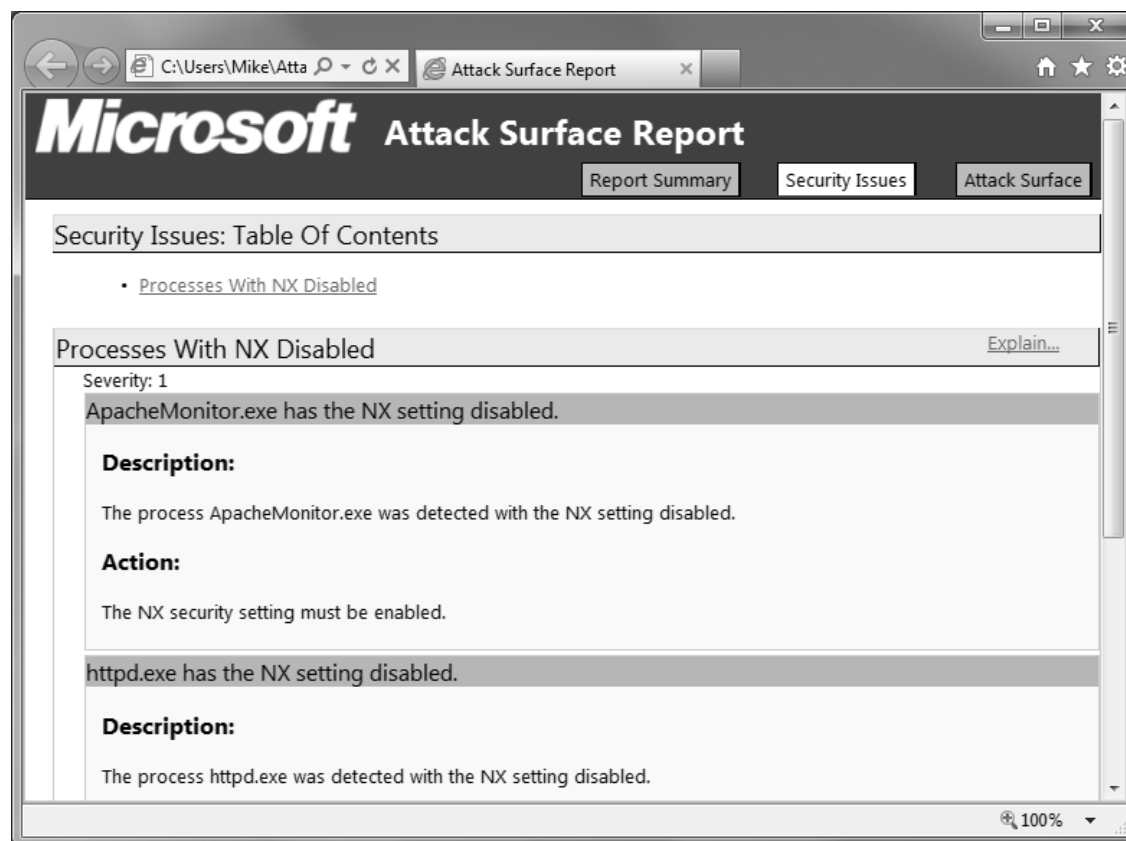 C:\Users\Mike\Atta
Attack Surface Report
Microsoft Attack Surface Report
Report Summary Security Issues Attack Surface
Security Issues: Table Of Contents
• Processes With NX Disabled
Processes With NX Disabled Explain...
Severity: 1
ApacheMonitor.exe has the NX setting disabled.
Description:
The process ApacheMonitor.exe was detected with the NX setting disabled.
Action:
The NX security setting must be enabled.
httpd.exe has the NX setting disabled.
Description:
The process httpd.exe was detected with the NX setting disabled.
100%